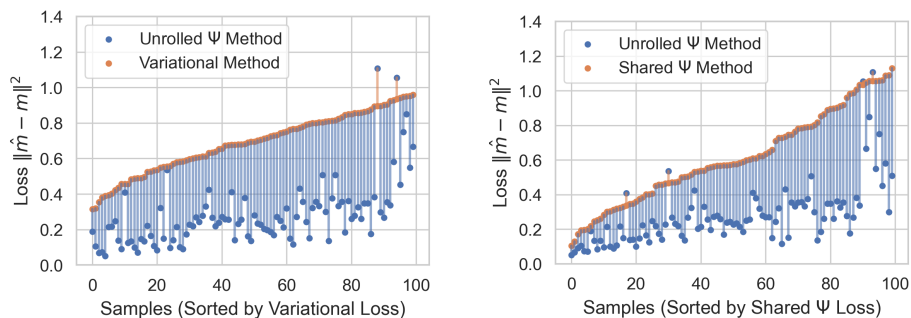 1.4
1.2
1.0
0.8
0.6
0.4
0.2
0.0
Loss ‖m̂ − m‖²
Unrolled Ψ Method
Variational Method
0 20 40 60 80 100
Samples (Sorted by Variational Loss)
1.4
1.2
1.0
0.8
0.6
0.4
0.2
0.0
Loss ‖m̂ − m‖²
Unrolled Ψ Method
Shared Ψ Method
0 20 40 60 80 100
Samples (Sorted by Shared Ψ Loss)